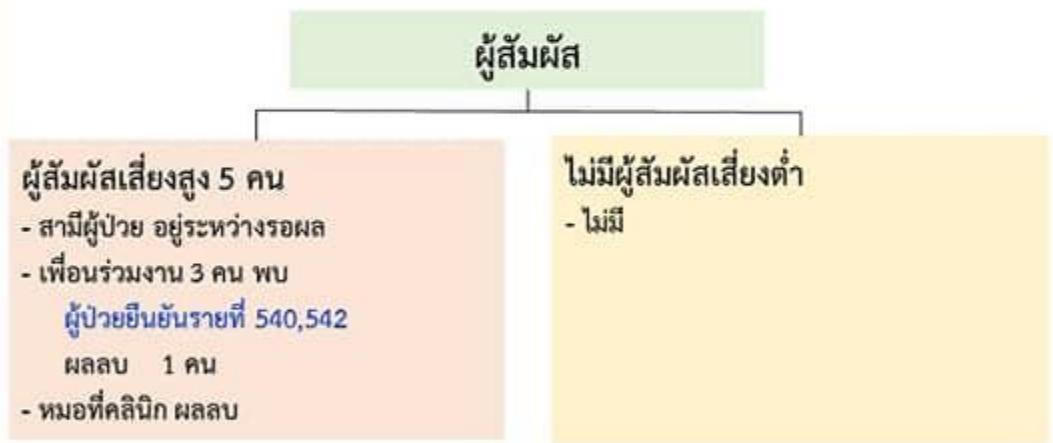 ผู้สัมผัส
ผู้สัมผัสเสี่ยงสูง 5 คน
- สามีผู้ป่วย อยู่ระหว่างรอผล
- เพื่อนร่วมงาน 3 คน พบ
ผู้ป่วยยืนยันรายที่ 540,542
ผลลบ 1 คน
- หมอที่คลินิก ผลลบ
ไม่มีผู้สัมผัสเสี่ยงต่ำ
- ไม่มี